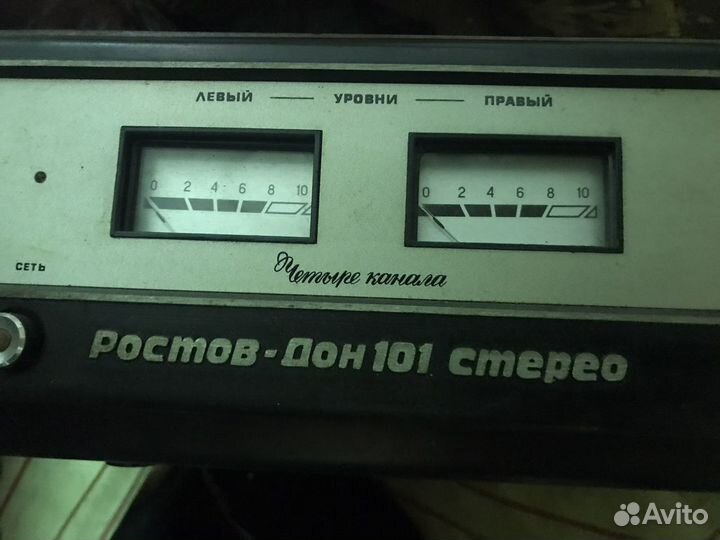 ЛЕВЫЙ — УРОВНИ — ПРАВЫЙ
0 2 4 6 8 10
0 2 4 6 8 10
СЕТЬ
Четыре канала
Ростов-Дон 101 стерео
Avito